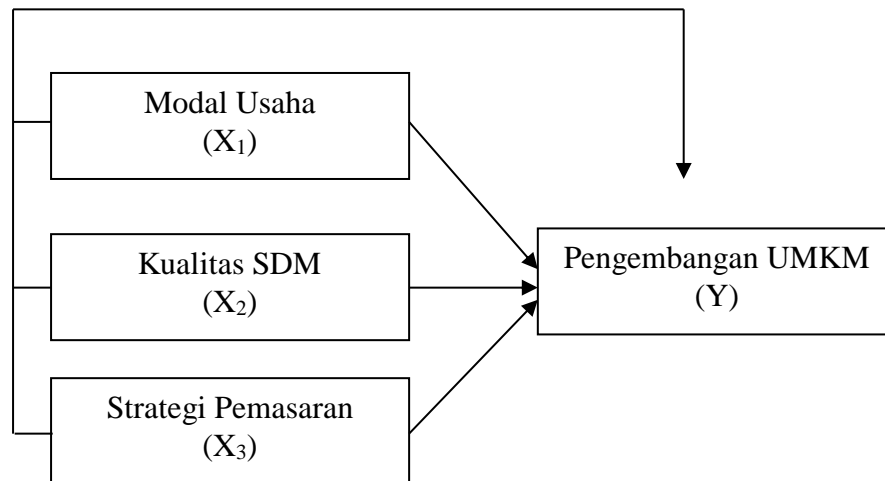 Modal Usaha
(X₁)
Kualitas SDM
(X₂)
Strategi Pemasaran
(X₃)
Pengembangan UMKM
(Y)